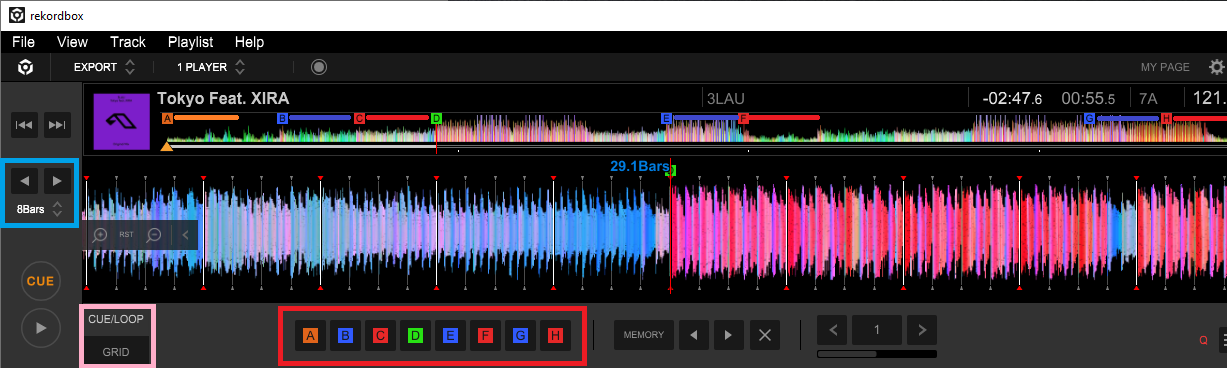 rekordbox
File View Track Playlist Help
EXPORT 1 PLAYER MY PAGE
Tokyo Feat. XIRA 3LAU -02:47.6 00:55.5 7A 121.
A B C D E F G H
29.1Bars
8Bars
RST
CUE
CUE/LOOP
A B C D E F G H MEMORY 1
GRID
Q